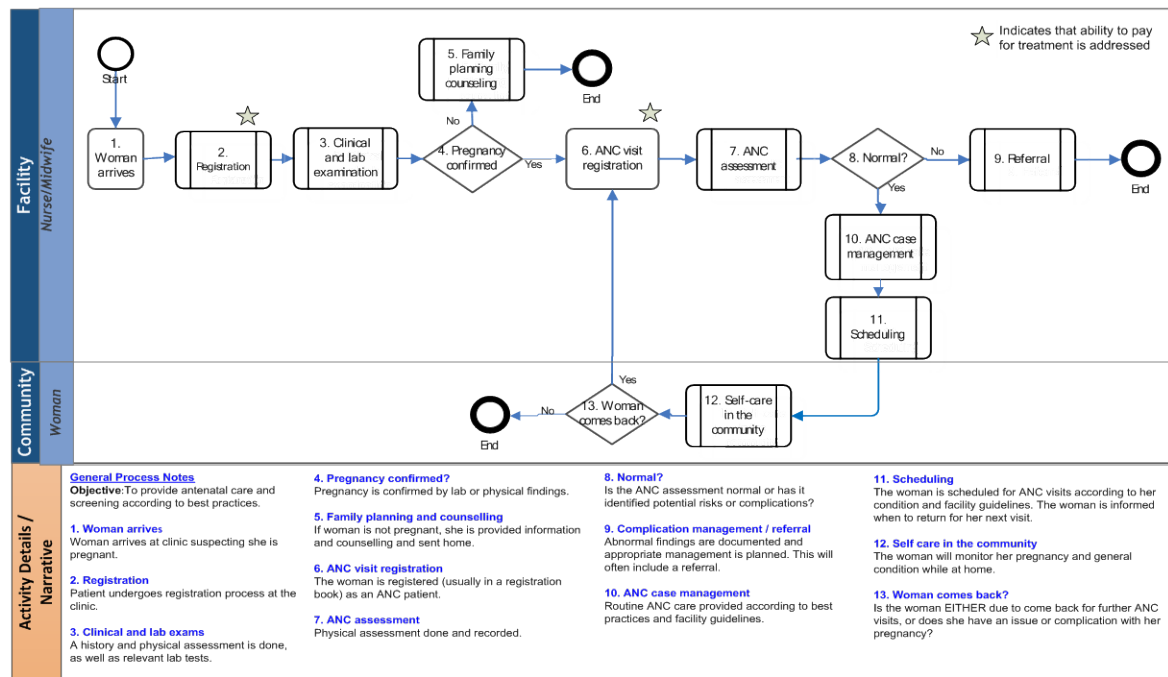 Indicates that ability to pay
for treatment is addressed
Facility
Nurse/Midwife
Start
1.
Woman
arrives
2.
Registration
3. Clinical
and lab
examination
4. Pregnancy
confirmed
No
Yes
5. Family
planning
counseling
End
6. ANC visit
registration
7. ANC
assessment
8. Normal?
No
Yes
9. Referral
End
10. ANC case
management
11.
Scheduling
Community
Woman
12. Self-care
in the
community
13. Woman
comes back?
Yes
No
End
Activity Details /
Narrative
General Process Notes
Objective:To provide antenatal care and
screening according to best practices.
1. Woman arrives
Woman arrives at clinic suspecting she is
pregnant.
2. Registration
Patient undergoes registration process at the
clinic.
3. Clinical and lab exams
A history and physical assessment is done,
as well as relevant lab tests.
4. Pregnancy confirmed?
Pregnancy is confirmed by lab or physical findings.
5. Family planning and counselling
If woman is not pregnant, she is provided information
and counselling and sent home.
6. ANC visit registration
The woman is registered (usually in a registration
book) as an ANC patient.
7. ANC assessment
Physical assessment done and recorded.
8. Normal?
Is the ANC assessment normal or has it
identified potential risks or complications?
9. Complication management / referral
Abnormal findings are documented and
appropriate management is planned. This will
often include a referral.
10. ANC case management
Routine ANC care provided according to best
practices and facility guidelines.
11. Scheduling
The woman is scheduled for ANC visits according to her
condition and facility guidelines. The woman is informed
when to return for her next visit.
12. Self care in the community
The woman will monitor her pregnancy and general
condition while at home.
13. Woman comes back?
Is the woman EITHER due to come back for further ANC
visits, or does she have an issue or complication with her
pregnancy?